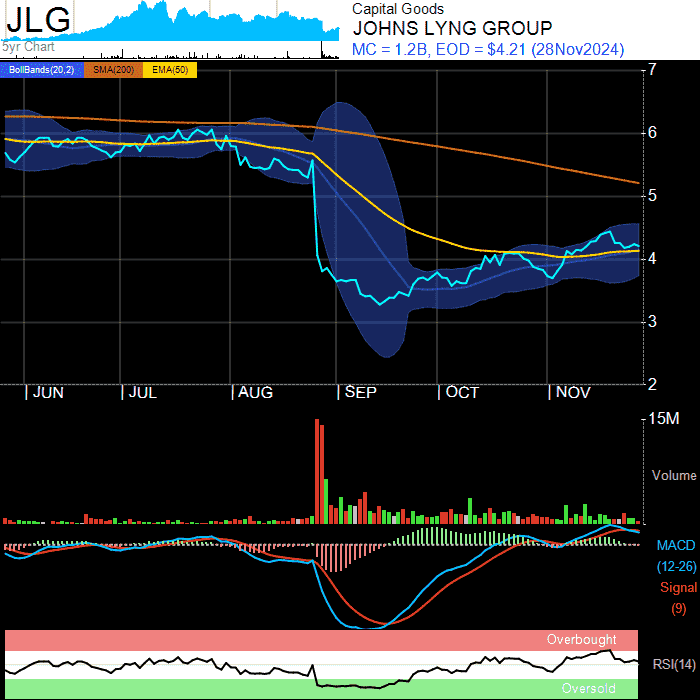 JLG
5yr Chart
Capital Goods
JOHNS LYNG GROUP
MC = 1.2B, EOD = $4.21 (28Nov2024)
BollBands(20,2) SMA(200) EMA(50)
7
6
5
4
3
2
JUN JUL AUG SEP OCT NOV
15M
Volume
MACD
(12-26)
Signal
(9)
Overbought
RSI(14)
Oversold